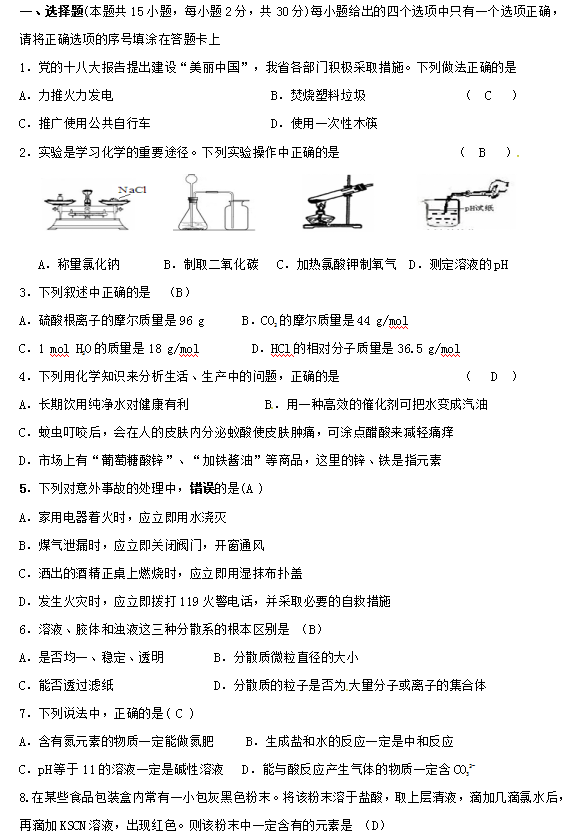 一、选择题(本题共 15 小题，每小题 2 分，共 30 分)每小题给出的四个选项中只有一个选项正确，
请将正确选项的序号填涂在答题卡上
1．党的十八大报告提出建设“美丽中国”，我省各部门积极采取措施。下列做法正确的是
A．力推火力发电 B．焚烧塑料垃圾 （ C ）
C．推广使用公共自行车 D．使用一次性木筷
2．实验是学习化学的重要途径。下列实验操作中正确的是 （ B ）.
NaCl pH试纸
A．称量氯化钠 B．制取二氧化碳 C．加热氯酸钾制氧气 D．测定溶液的pH
3．下列叙述中正确的是 （B）
A．硫酸根离子的摩尔质量是96 g B．CO₂的摩尔质量是44 g/mol
C．1 mol H₂O的质量是18 g/mol D．HCl的相对分子质量是36.5 g/mol
4．下列用化学知识来分析生活、生产中的问题，正确的是 （ D ）
A．长期饮用纯净水对健康有利 B．用一种高效的催化剂可把水变成汽油
C．蚊虫叮咬后，会在人的皮肤内分泌蚁酸使皮肤肿痛，可涂点醋酸来减轻痛痒
D．市场上有“葡萄糖酸锌”、“加铁酱油”等商品，这里的锌、铁是指元素
5．下列对意外事故的处理中，错误的是(A )
A．家用电器着火时，应立即用水浇灭
B．煤气泄漏时，应立即关闭阀门，开窗通风
C．洒出的酒精正桌上燃烧时，应立即用湿抹布扑盖
D．发生火灾时，应立即拨打119火警电话，并采取必要的自救措施
6．溶液、胶体和浊液这三种分散系的根本区别是 （B）
A．是否均一、稳定、透明 B．分散质微粒直径的大小
C．能否透过滤纸 D．分散质的粒子是否为大量分子或离子的集合体
7．下列说法中，正确的是( C )
A．含有氮元素的物质一定能做氮肥 B．生成盐和水的反应一定是中和反应
C．pH等于11的溶液一定是碱性溶液 D．能与酸反应产生气体的物质一定含CO₃²⁻
8.在某些食品包装盒内常有一小包灰黑色粉末。将该粉末溶于盐酸，取上层清液，滴加几滴氯水后，
再滴加KSCN溶液，出现红色。则该粉末中一定含有的元素是 （D）